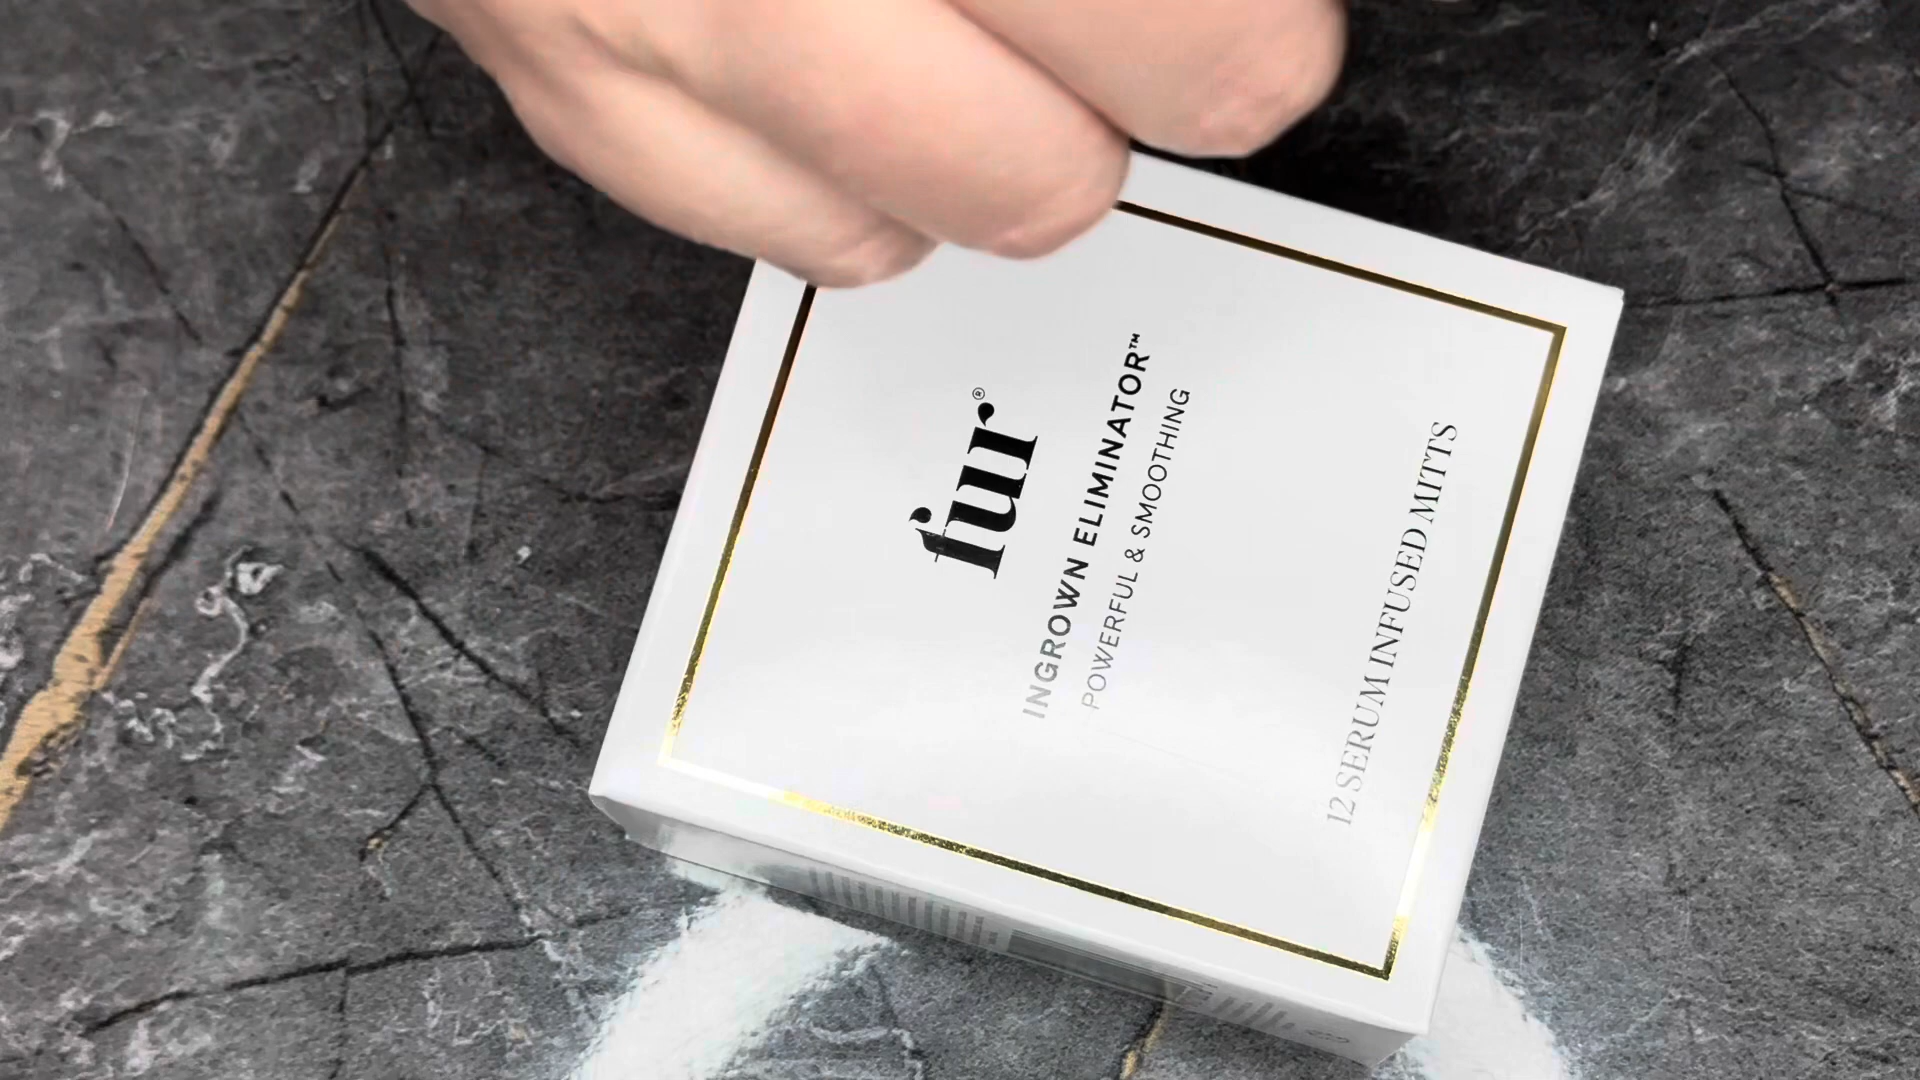 fur®
INGROWN ELIMINATOR™
POWERFUL & SMOOTHING
12 SERUM INFUSED MITTS